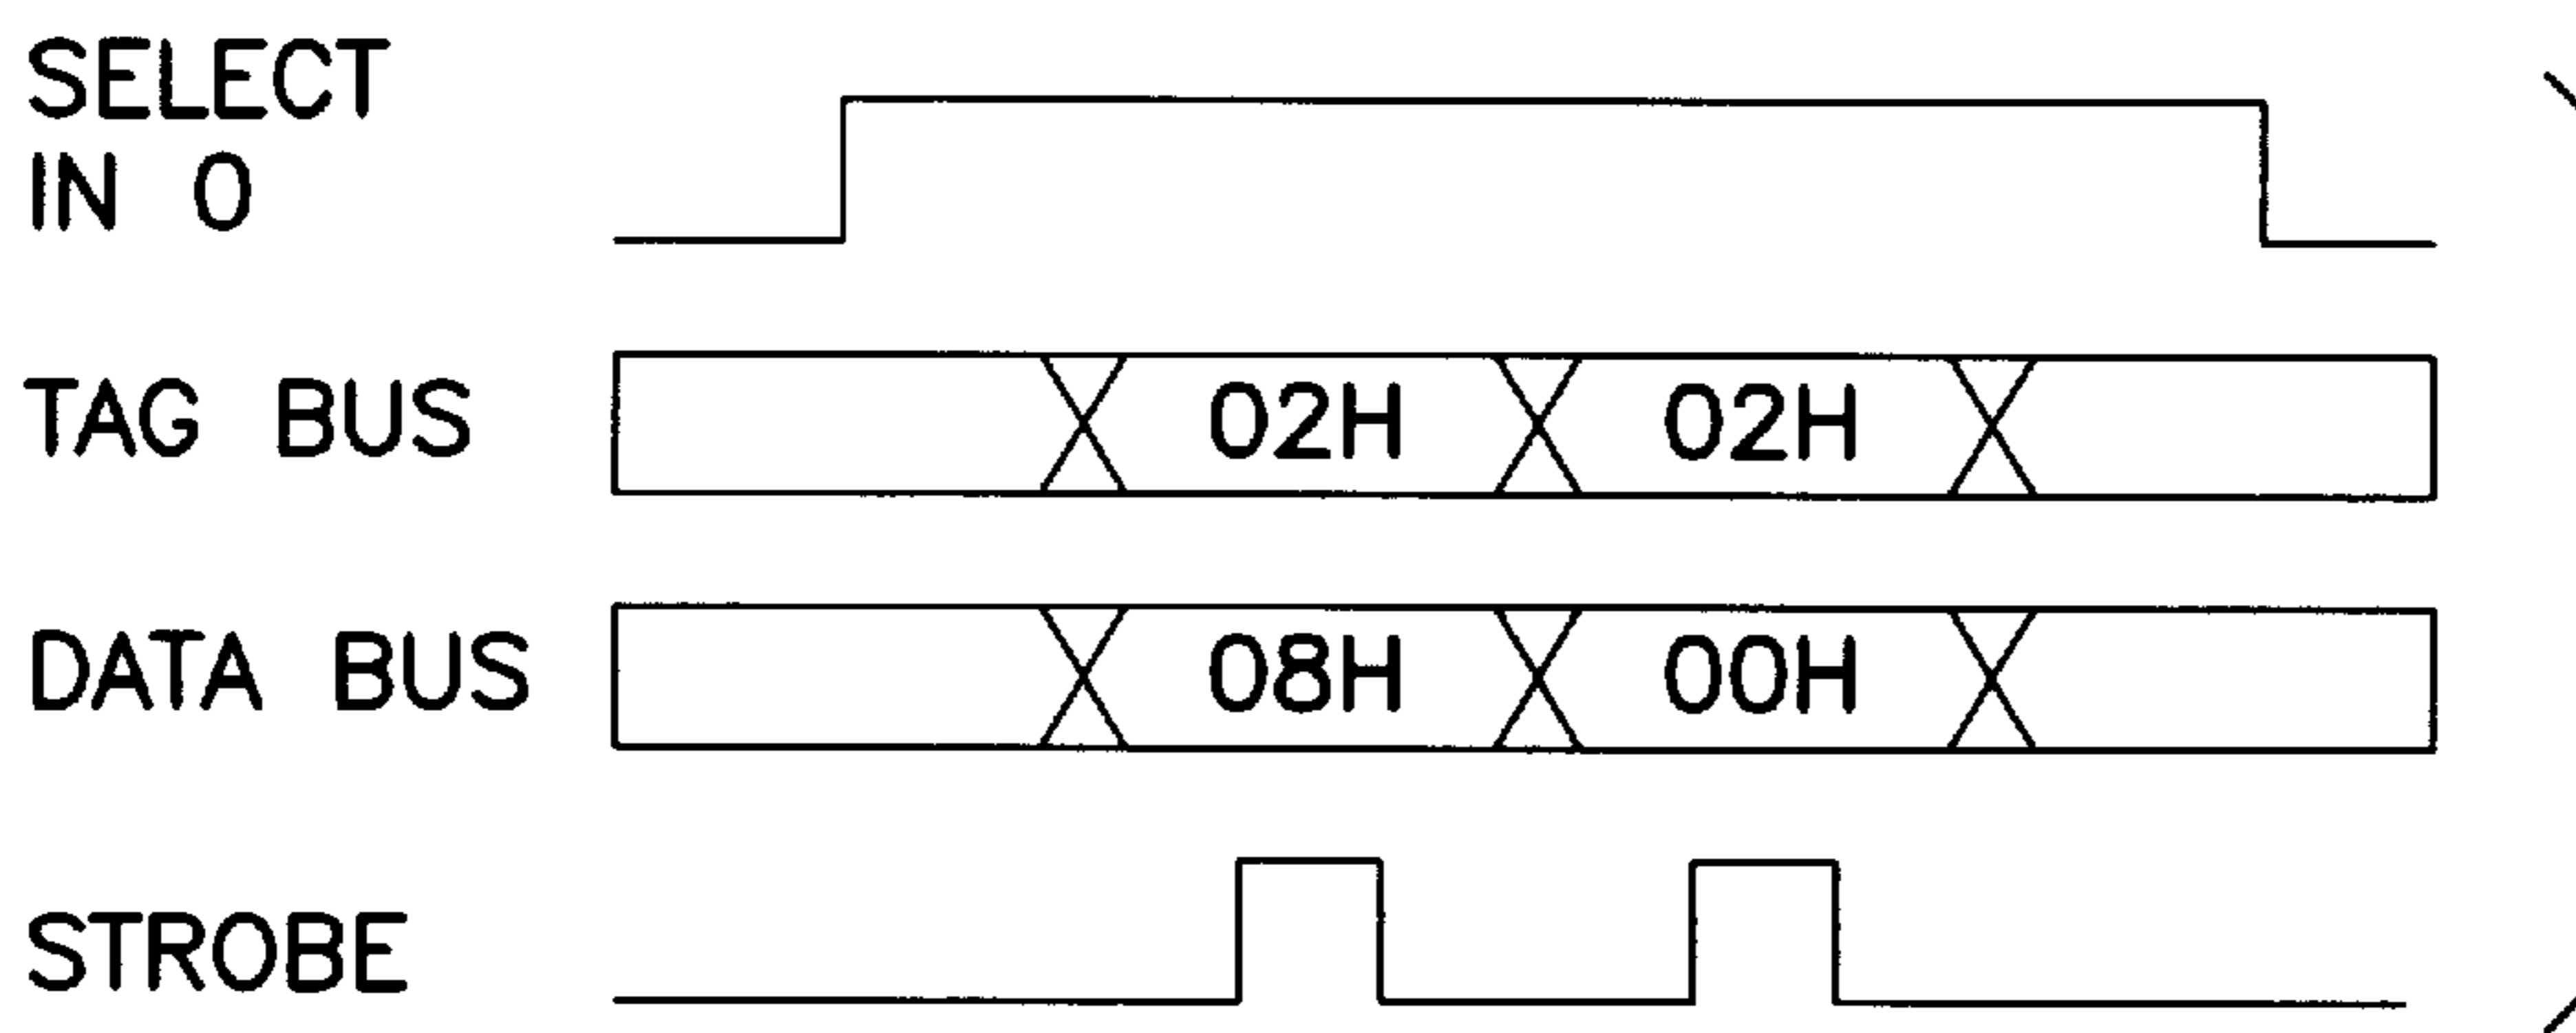 SELECT
IN 0
TAG BUS 02H 02H
DATA BUS 08H 00H
STROBE